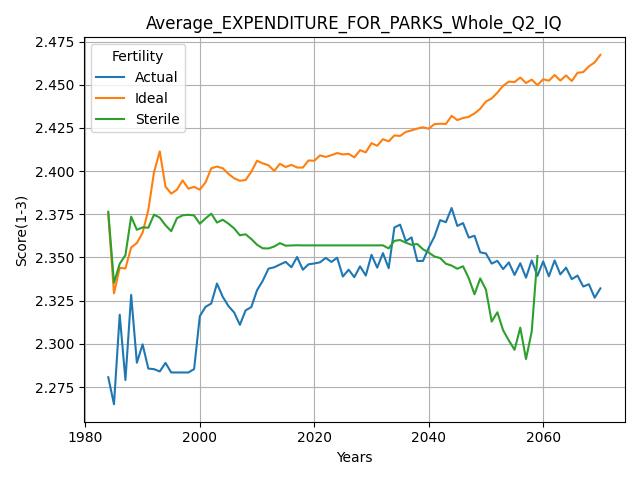 Average_EXPENDITURE_FOR_PARKS_Whole_Q2_IQ
Fertility
Actual
Ideal
Sterile
Score(1-3)
2.475
2.450
2.425
2.400
2.375
2.350
2.325
2.300
2.275
1980
2000
2020
2040
2060
Years